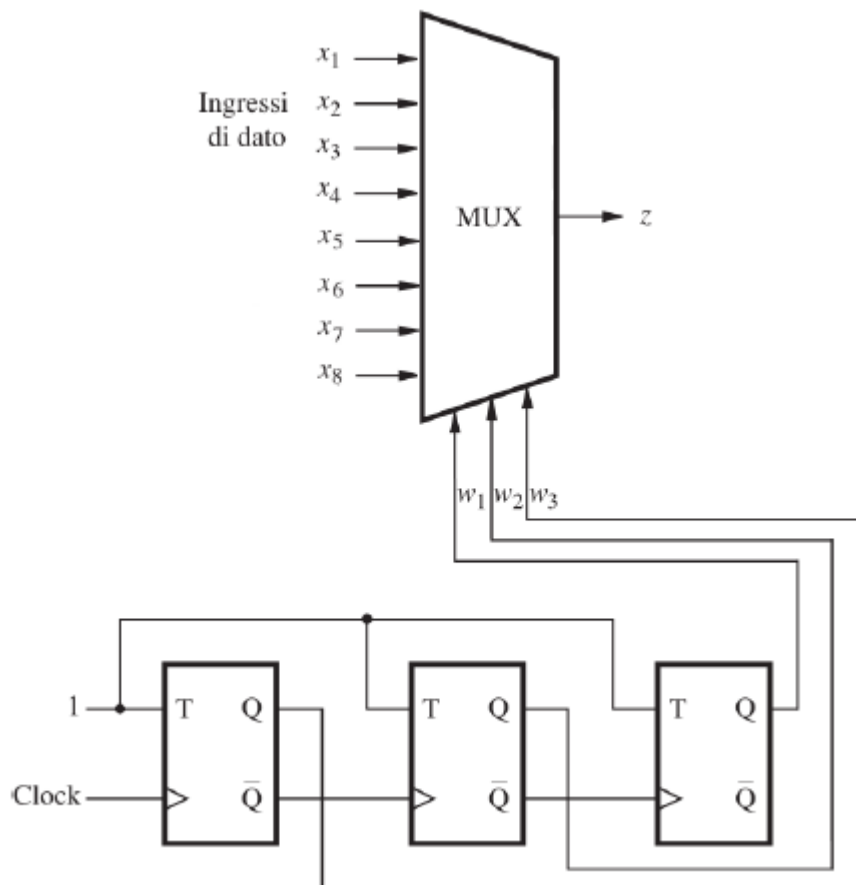 x₁
Ingressi
di dato
x₂
x₃
x₄
x₅
x₆
x₇
x₈
MUX
z
w₁ w₂ w₃
1
T Q
T Q
T Q
Clock
Q̅
Q̅
Q̅